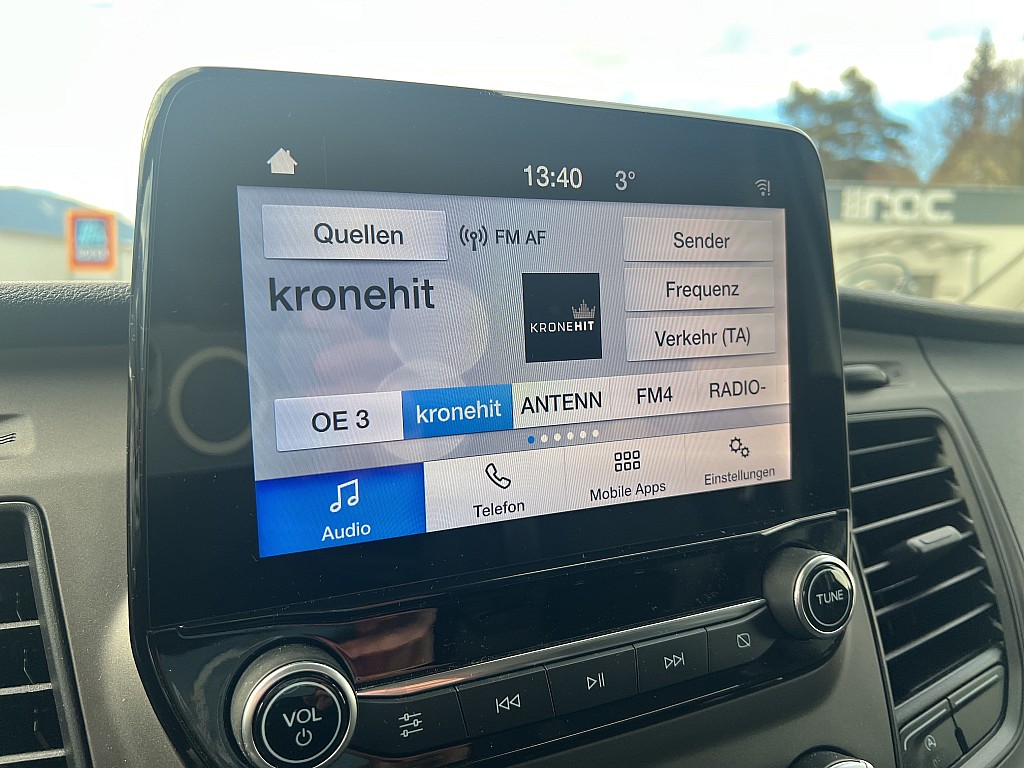 13:40 3°
Quellen
FM AF
Sender
kronehit
Frequenz
KRONEHIT
Verkehr (TA)
OE 3
kronehit
ANTENN
FM4
RADIO-
Audio
Telefon
Mobile Apps
Einstellungen
VOL
TUNE